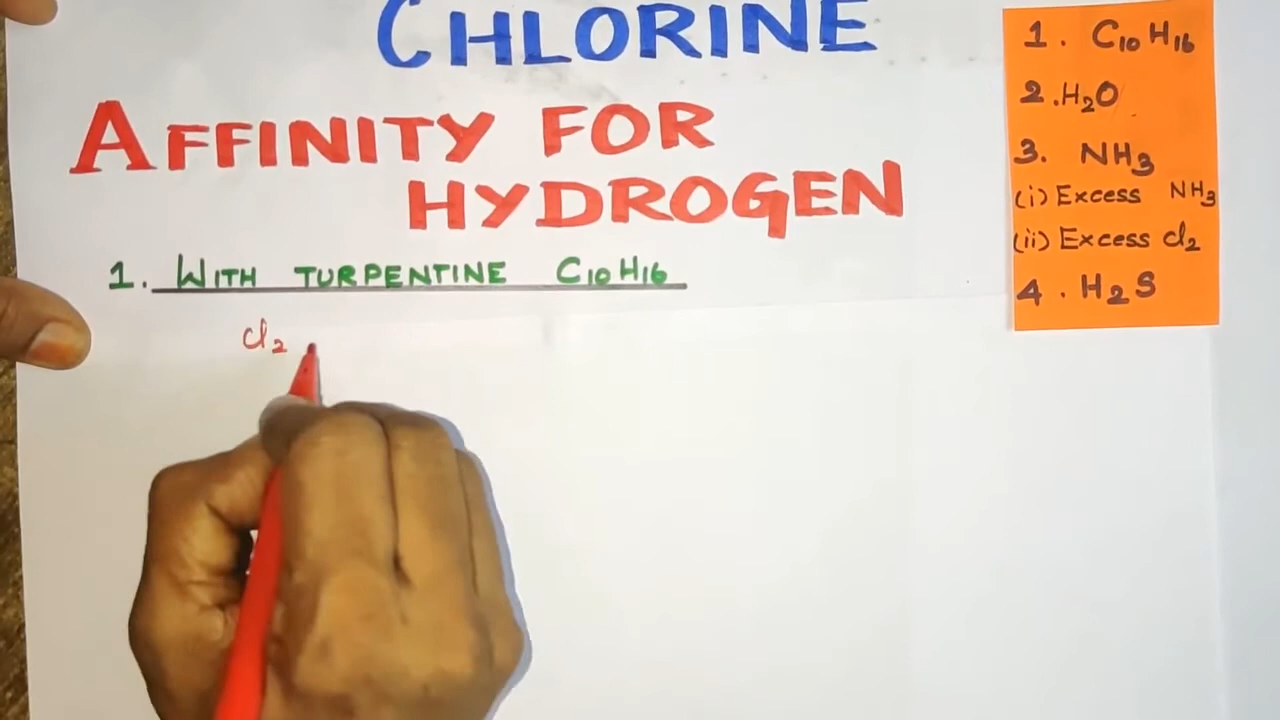 CHLORINE
AFFINITY FOR
HYDROGEN
1. WITH TURPENTINE C10H16
Cl2
1. C10H16
2. H2O
3. NH3
(i) Excess NH3
(ii) Excess Cl2
4. H2S